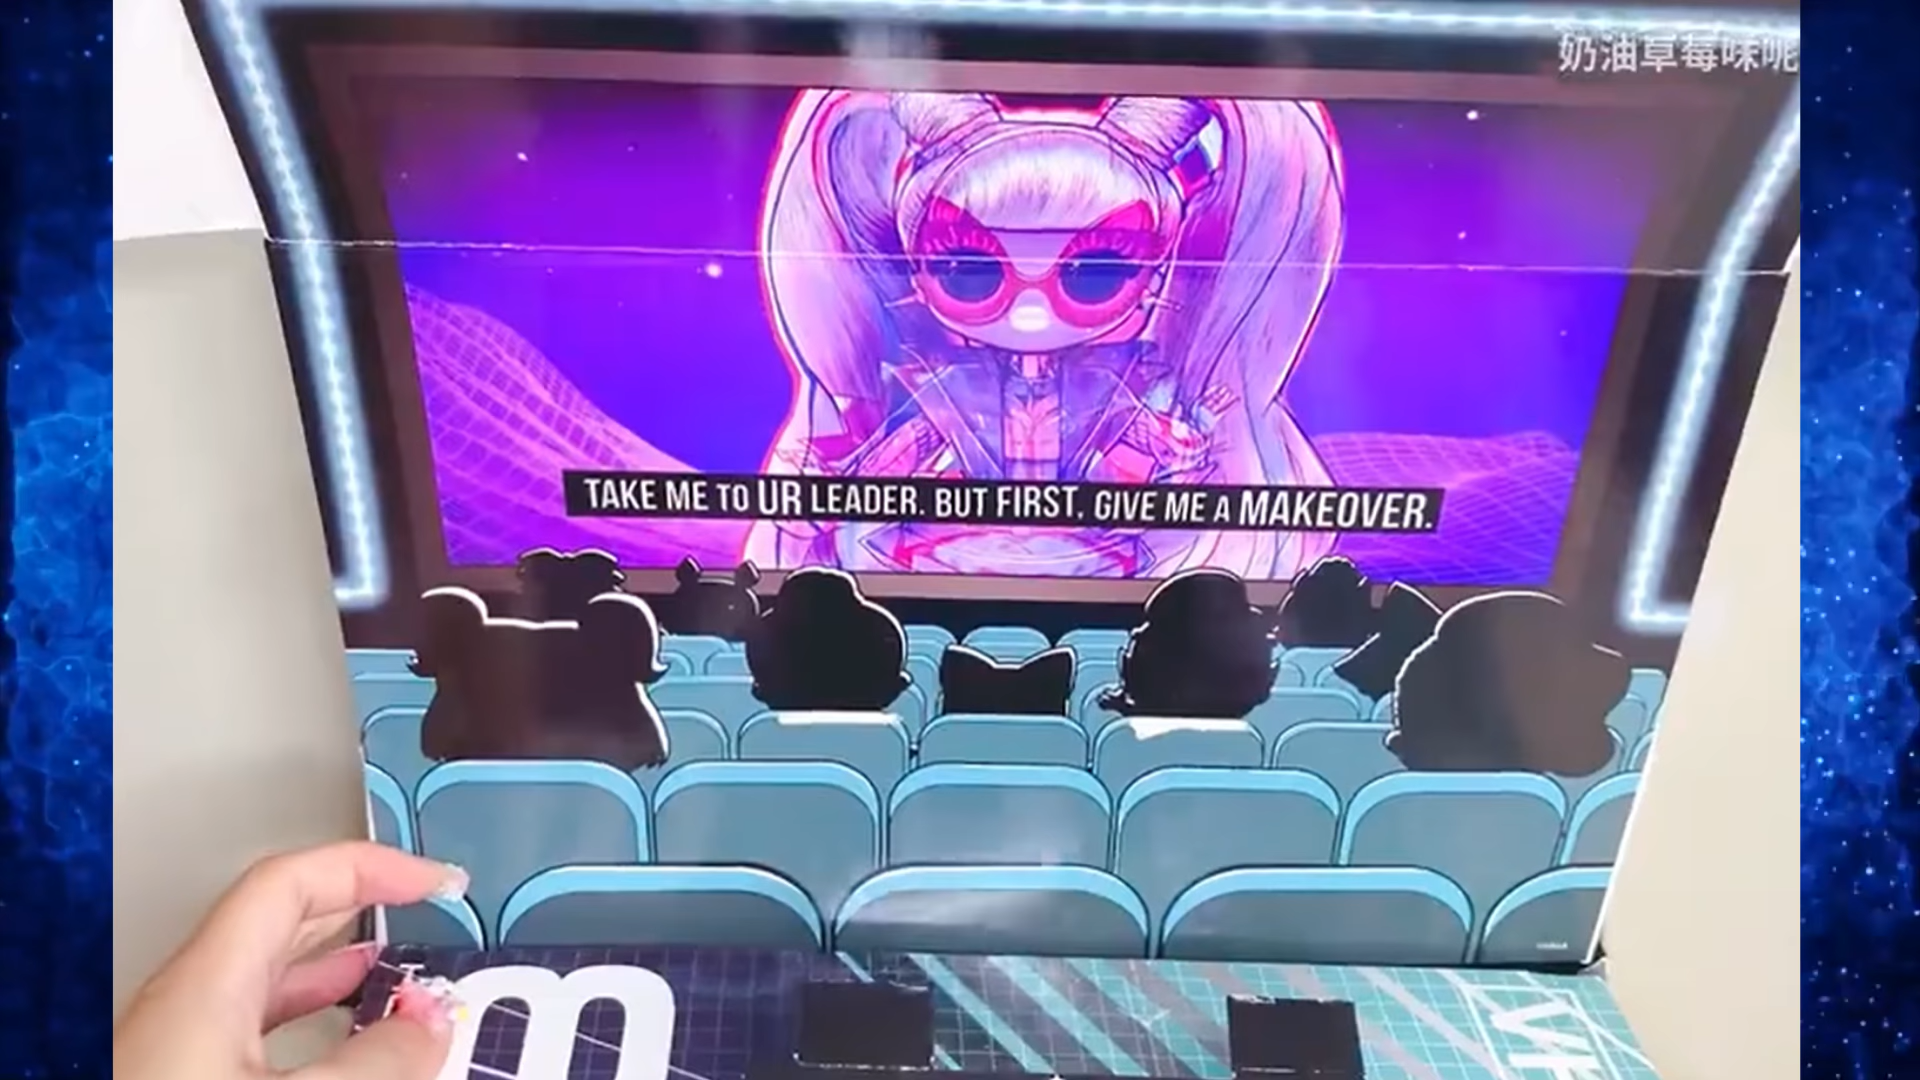 奶油草莓味呢
TAKE ME TO UR LEADER. BUT FIRST, GIVE ME A MAKEOVER.
m